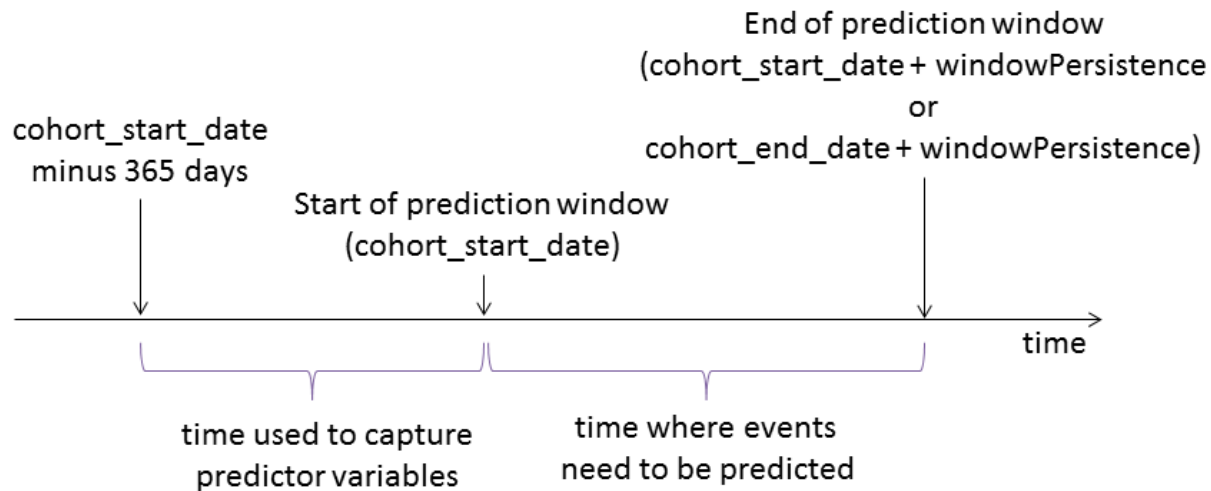 End of prediction window
(cohort_start_date + windowPersistence
or
cohort_end_date + windowPersistence)
cohort_start_date
minus 365 days
Start of prediction window
(cohort_start_date)
time
time used to capture
predictor variables
time where events
need to be predicted